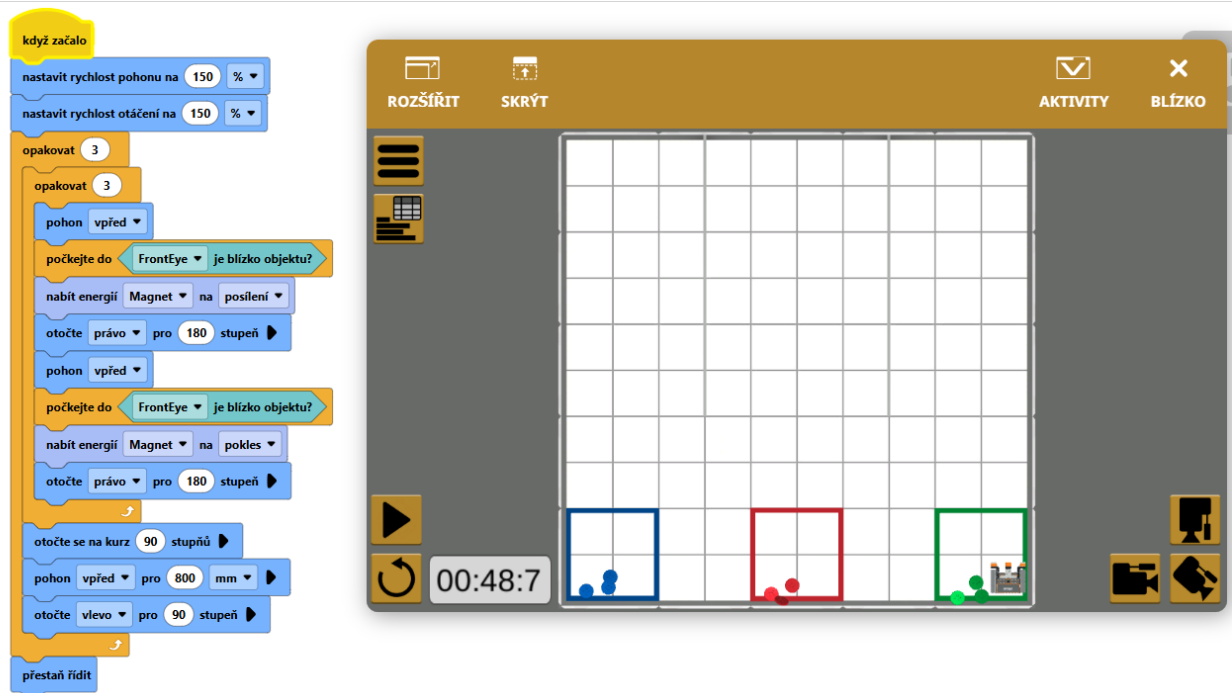 když začalo
nastavit rychlost pohonu na 150 %
nastavit rychlost otáčení na 150 %
opakovat 3
opakovat 3
pohon vpřed
počkejte do FrontEye je blízko objektu?
nabít energií Magnet na posílení
otočte právo pro 180 stupeň
pohon vpřed
počkejte do FrontEye je blízko objektu?
nabít energií Magnet na pokles
otočte právo pro 180 stupeň
otočte se na kurz 90 stupňů
pohon vpřed pro 800 mm
otočte vlevo pro 90 stupeň
přestaň řídit
ROZŠÍŘIT
SKRÝT
AKTIVITY
BLÍZKO
00:48:7